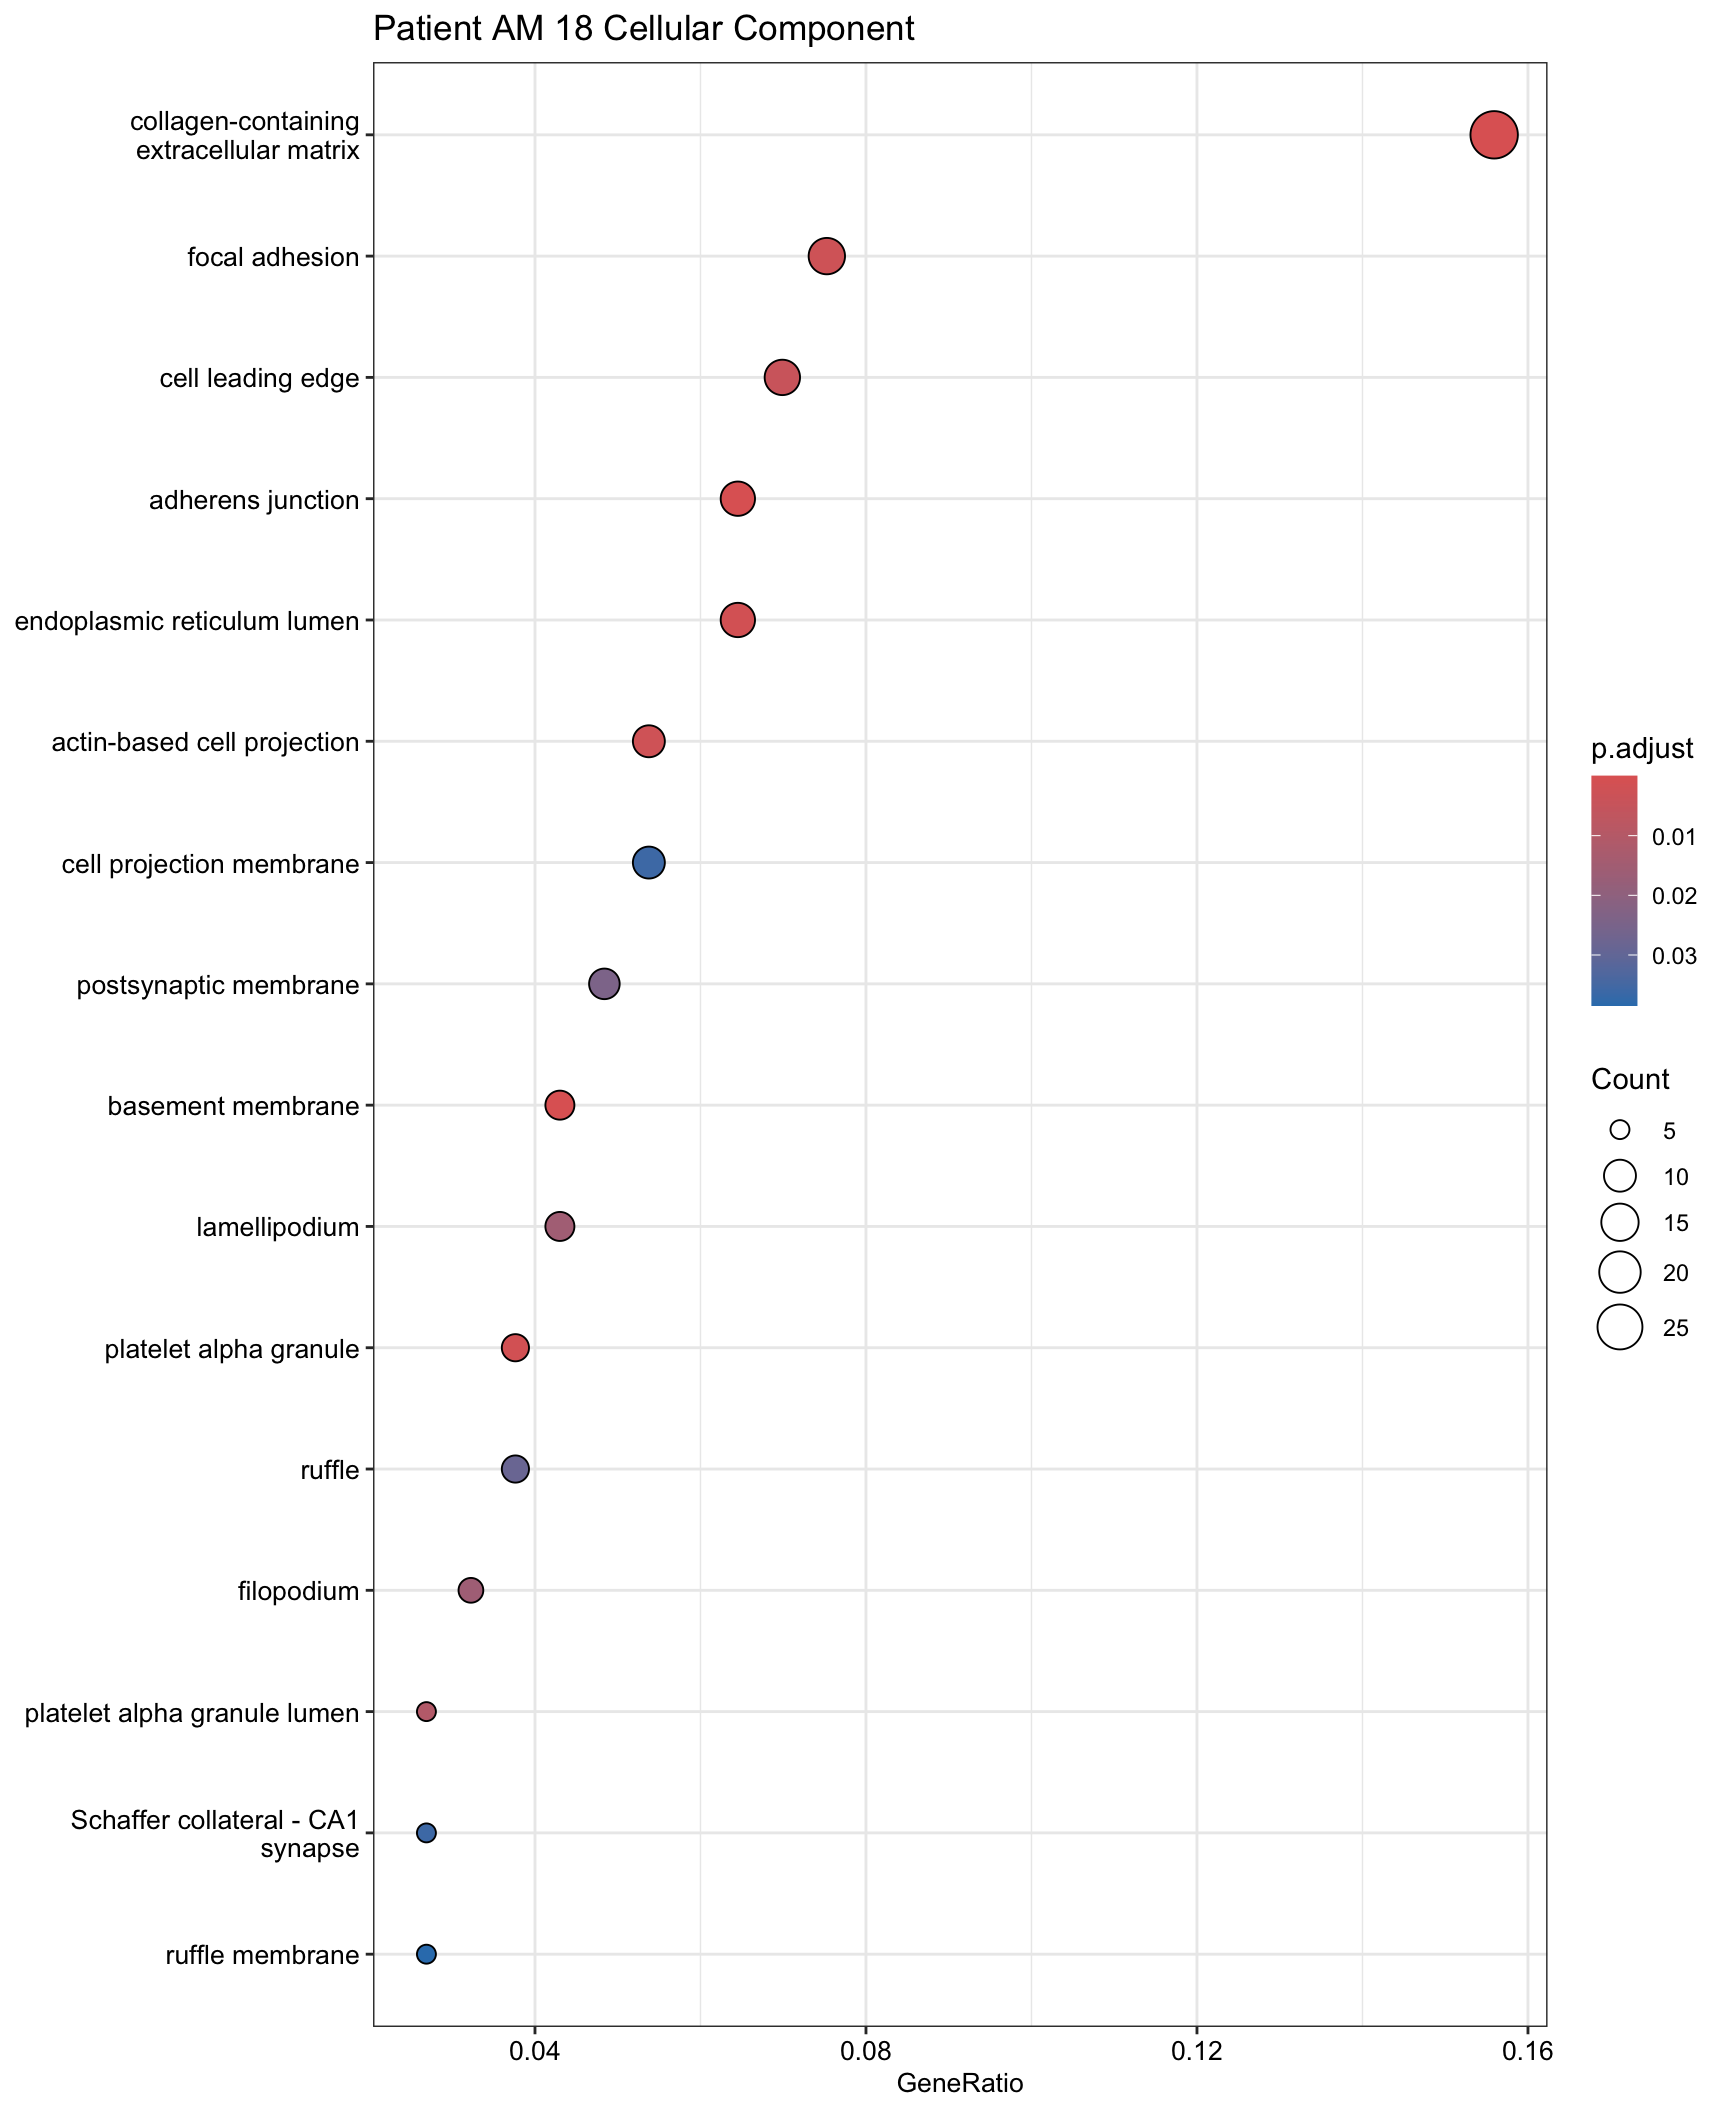 Patient AM 18 Cellular Component
collagen-containing
extracellular matrix
focal adhesion
cell leading edge
adherens junction
endoplasmic reticulum lumen
actin-based cell projection
cell projection membrane
postsynaptic membrane
basement membrane
lamellipodium
platelet alpha granule
ruffle
filopodium
platelet alpha granule lumen
Schaffer collateral - CA1
synapse
ruffle membrane
0.04
0.08
0.12
0.16
GeneRatio
p.adjust
0.01
0.02
0.03
Count
5
10
15
20
25